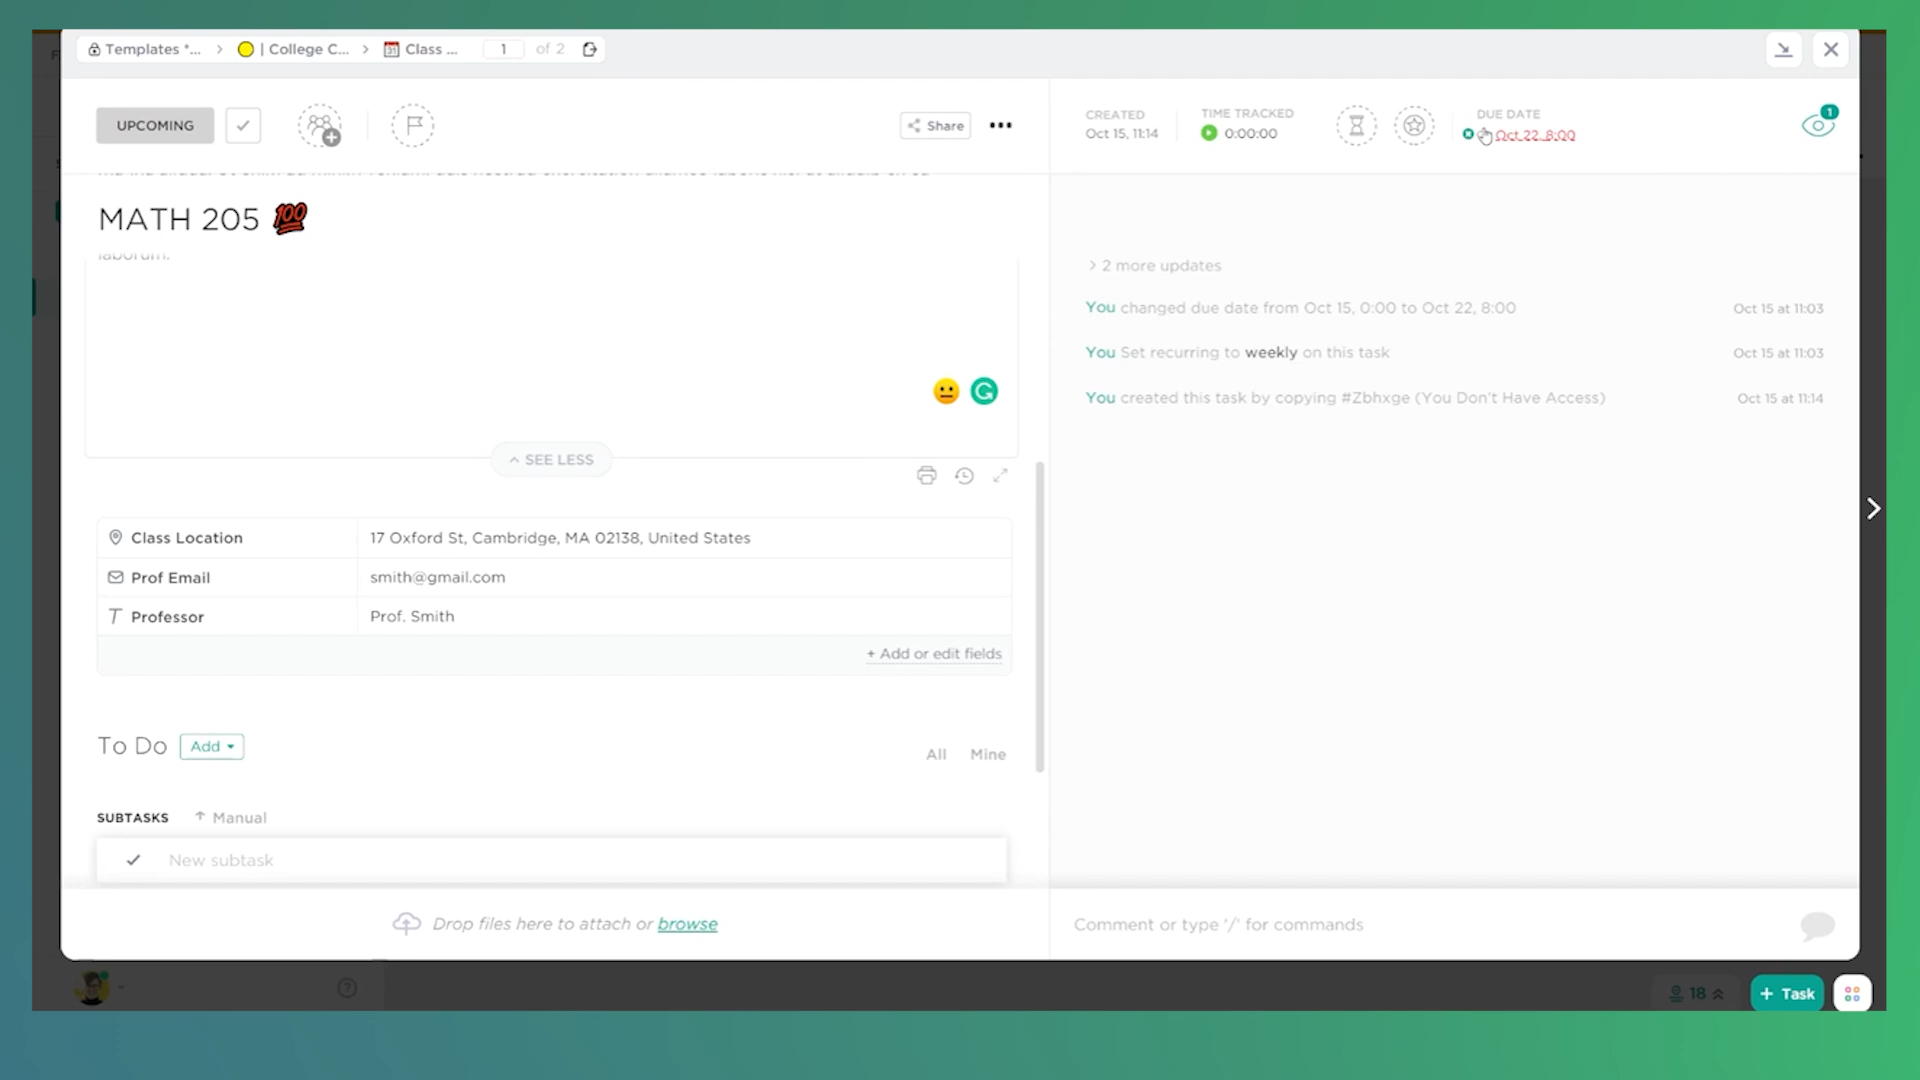 Templates *... > | College C... > Class ... 1 of 2
UPCOMING
Share
CREATED
Oct 15, 11:14
TIME TRACKED
0:00:00
DUE DATE
Oct 22, 8:00
1
MATH 205 💯
laborum.
SEE LESS
Class Location 17 Oxford St, Cambridge, MA 02138, United States
Prof Email smith@gmail.com
Professor Prof. Smith
+ Add or edit fields
To Do Add
All Mine
SUBTASKS Manual
New subtask
Drop files here to attach or browse
> 2 more updates
You changed due date from Oct 15, 0:00 to Oct 22, 8:00 Oct 15 at 11:03
You Set recurring to weekly on this task Oct 15 at 11:03
You created this task by copying #Zbhxge (You Don't Have Access) Oct 15 at 11:14
Comment or type '/' for commands
18
+ Task